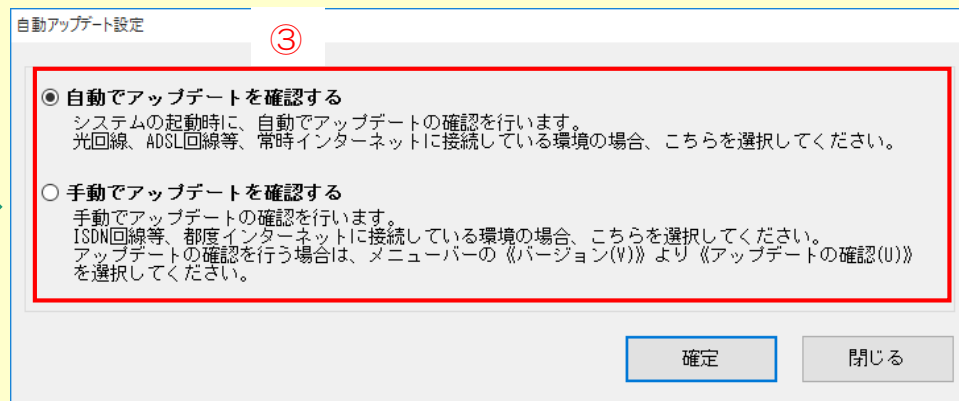 自動アップデート設定
③
自動でアップデートを確認する
システムの起動時に、自動でアップデートの確認を行います。
光回線、ADSL回線等、常時インターネットに接続している環境の場合、こちらを選択してください。
手動でアップデートを確認する
手動でアップデートの確認を行います。
ISDN回線等、都度インターネットに接続している環境の場合、こちらを選択してください。
アップデートの確認を行う場合は、メニューバーの《バージョン(V)》より《アップデートの確認(U)》
を選択してください。
確定
閉じる